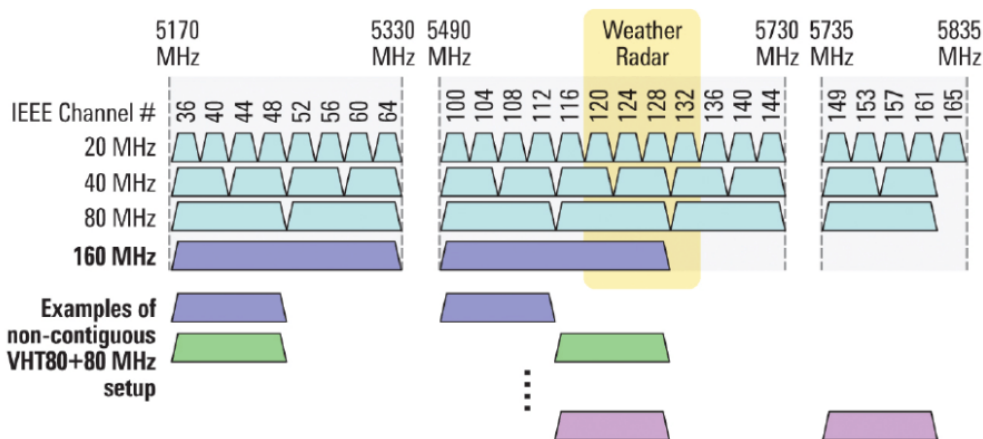 5170 MHz 5330 MHz 5490 MHz Weather Radar 5730 MHz 5735 MHz 5835 MHz
IEEE Channel # 36 40 44 48 52 56 60 64 100 104 108 112 116 120 124 128 132 136 140 144 149 153 157 161 165
20 MHz
40 MHz
80 MHz
160 MHz
Examples of
non-contiguous
VHT80+80 MHz
setup